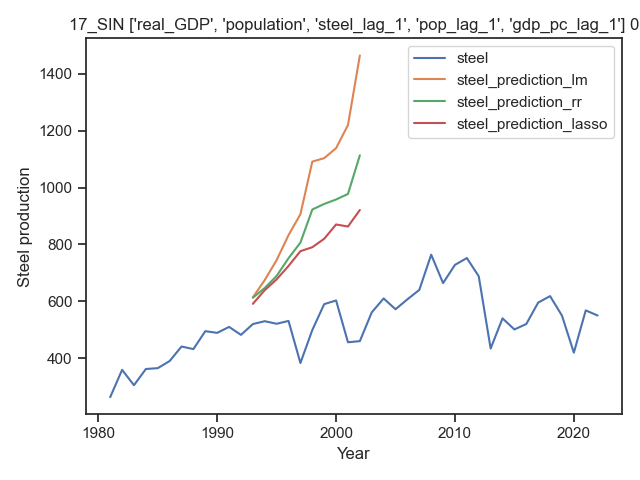 17_SIN ['real_GDP', 'population', 'steel_lag_1', 'pop_lag_1', 'gdp_pc_lag_1'] 0
steel
steel_prediction_lm
steel_prediction_rr
steel_prediction_lasso
Steel production
1400
1200
1000
800
600
400
1980
1990
2000
2010
2020
Year